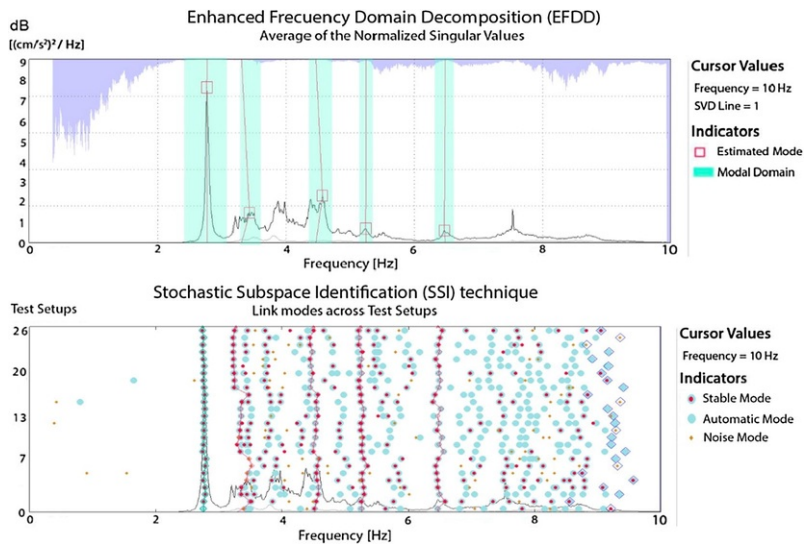 Enhanced Frecuency Domain Decomposition (EFDD)
Average of the Normalized Singular Values
dB
[(cm/s²)²/ Hz]
9
8
7
6
5
4
3
2
1
0
0
2
4
6
8
10
Frequency [Hz]
Cursor Values
Frequency = 10 Hz
SVD Line = 1
Indicators
Estimated Mode
Modal Domain
Stochastic Subspace Identification (SSI) technique
Test Setups
Link modes across Test Setups
26
20
13
7
0
0
2
4
6
8
10
Frequency [Hz]
Cursor Values
Frequency = 10 Hz
Indicators
Stable Mode
Automatic Mode
Noise Mode